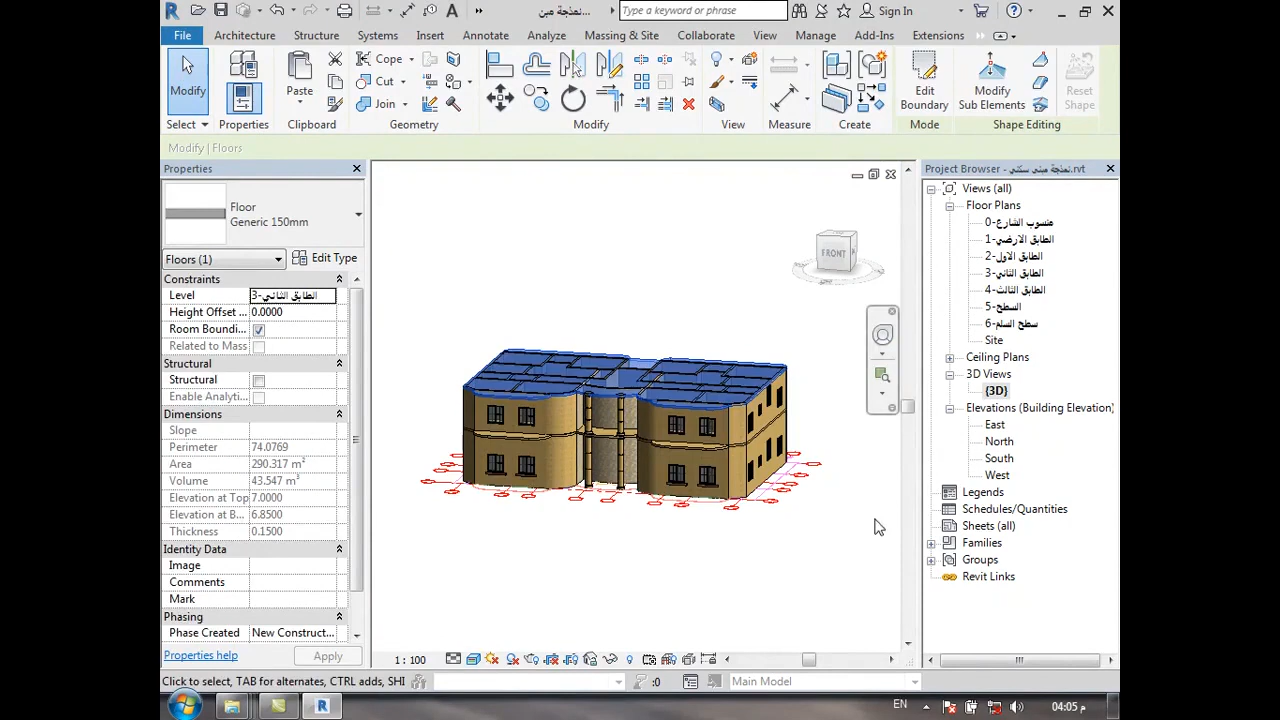 نمذجة مبن...
Type a keyword or phrase
Sign In
File Architecture Structure Systems Insert Annotate Analyze Massing & Site Collaborate View Manage Add-Ins Extensions
Modify
Select
Properties
Paste
Clipboard
Cope
Cut
Join
Geometry
Modify
View
Measure
Create
Edit Boundary
Mode
Modify Sub Elements
Reset Shape
Shape Editing
Modify | Floors
Properties
Floor
Generic 150mm
Floors (1)
Edit Type
Constraints
Level 3-الطابق الثاني
Height Offset ... 0.0000
Room Boundi...
Related to Mass
Structural
Structural
Enable Analyti...
Dimensions
Slope
Perimeter 74.0769
Area 290.317 m²
Volume 43.547 m³
Elevation at Top 7.0000
Elevation at B... 6.8500
Thickness 0.1500
Identity Data
Image
Comments
Mark
Phasing
Phase Created New Construct...
Properties help
Apply
FRONT
1 : 100
Project Browser - نمذجة مبنى سكني.rvt
Views (all)
Floor Plans
0-منسوب الشارع
1-الطابق الارضي
2-الطابق الاول
3-الطابق الثاني
4-الطابق الثالث
5-السطح
6-سطح السلم
Site
Ceiling Plans
3D Views
{3D}
Elevations (Building Elevation)
East
North
South
West
Legends
Schedules/Quantities
Sheets (all)
Families
Groups
Revit Links
Click to select, TAB for alternates, CTRL adds, SHI
:0
Main Model
EN
04:05 م